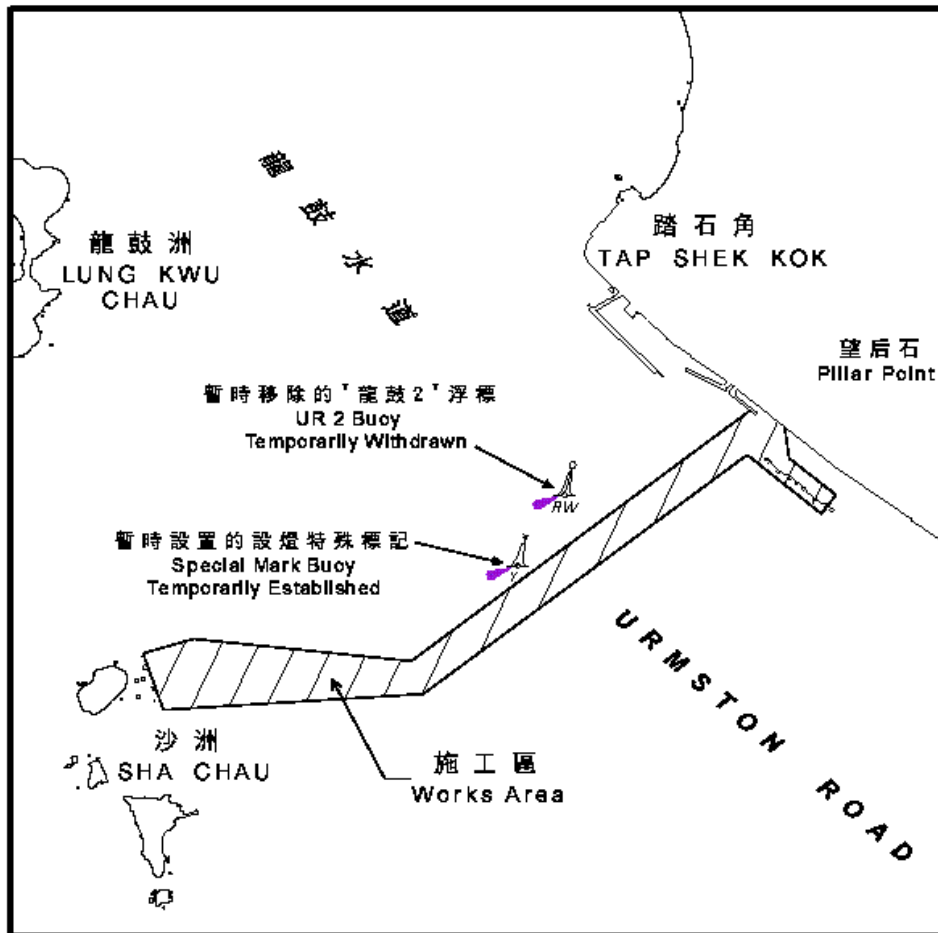 龍鼓水道
龍鼓洲
LUNG KWU
CHAU
踏石角
TAP SHEK KOK
望后石
Pillar Point
暫時移除的 "龍鼓2" 浮標
UR 2 Buoy
Temporarily Withdrawn
RW
暫時設置的設燈特殊標記
Special Mark Buoy
Temporarily Established
Y
URMSTON ROAD
沙洲
SHA CHAU
施工區
Works Area